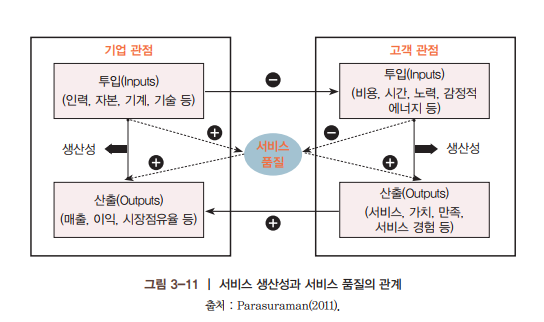 기업 관점
고객 관점
투입(Inputs)
(인력, 자본, 기계, 기술 등)
−
투입(Inputs)
(비용, 시간, 노력, 감정적
에너지 등)
생산성
+
+
서비스
품질
−
+
생산성
산출(Outputs)
(매출, 이익, 시장점유율 등)
+
산출(Outputs)
(서비스, 가치, 만족,
서비스 경험 등)
그림 3-11 | 서비스 생산성과 서비스 품질의 관계
출처 : Parasuraman(2011).